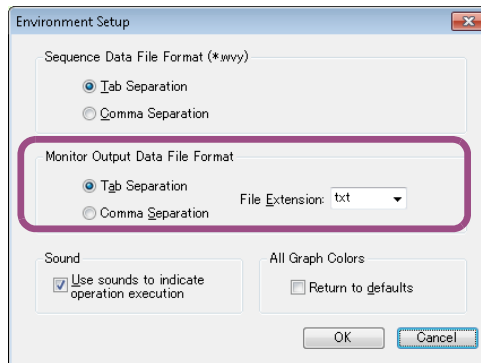 Environment Setup
Sequence Data File Format (*.wvy)
Tab Separation
Comma Separation
Monitor Output Data File Format
Tab Separation
File Extension: txt
Comma Separation
Sound
All Graph Colors
Use sounds to indicate
operation execution
Return to defaults
OK
Cancel